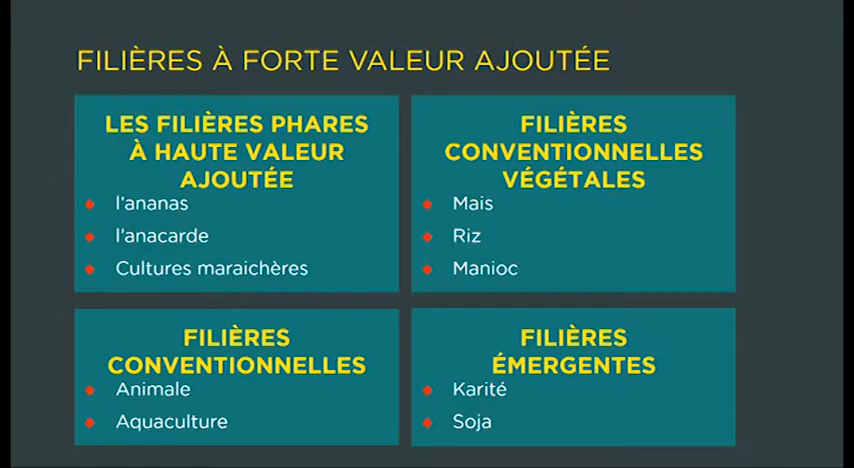 FILIÈRES À FORTE VALEUR AJOUTÉE
LES FILIÈRES PHARES
À HAUTE VALEUR
AJOUTÉE
l'ananas
l'anacarde
Cultures maraichères
FILIÈRES
CONVENTIONNELLES
VÉGÉTALES
Mais
Riz
Manioc
FILIÈRES
CONVENTIONNELLES
Animale
Aquaculture
FILIÈRES
ÉMERGENTES
Karité
Soja